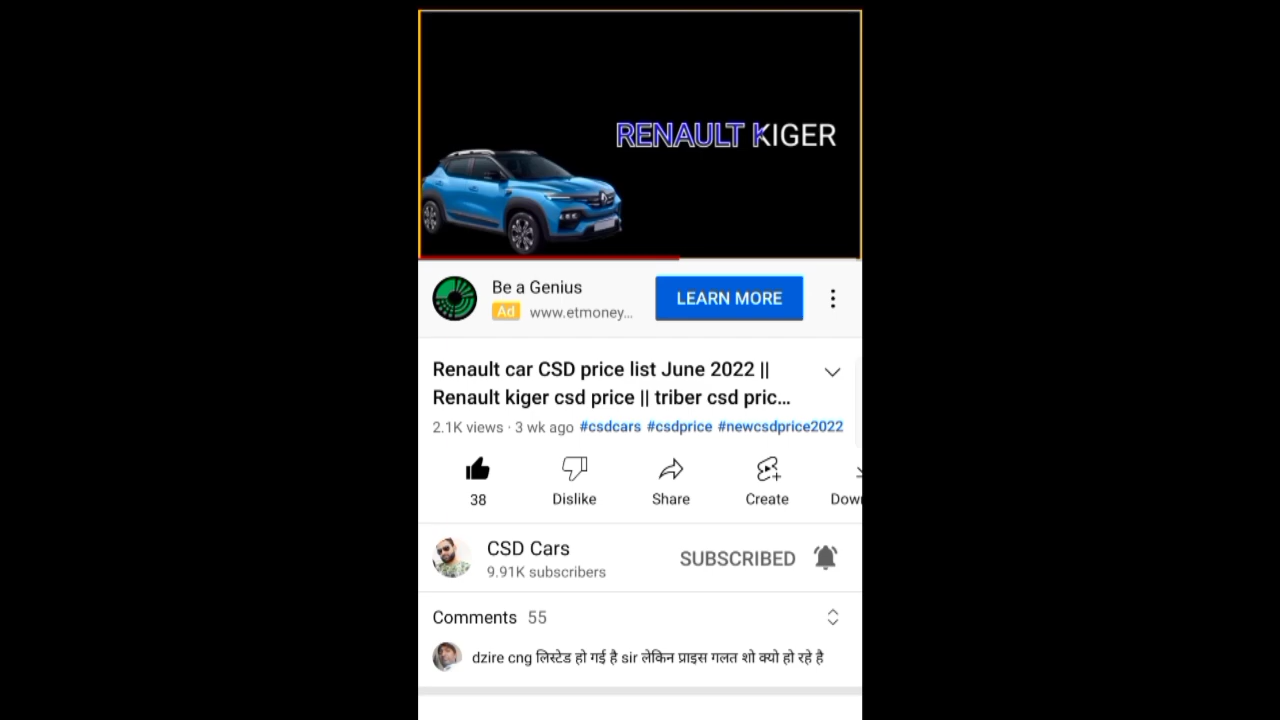 RENAULT KIGER
Be a Genius
Ad www.etmoney...
LEARN MORE
Renault car CSD price list June 2022 ||
Renault kiger csd price || triber csd pric...
2.1K views · 3 wk ago #csdcars #csdprice #newcsdprice2022
38 Dislike Share Create Down
CSD Cars
9.91K subscribers
SUBSCRIBED
Comments 55
dzire cng लिस्टेड हो गई है sir लेकिन प्राइस गलत शो क्यो हो रहे है